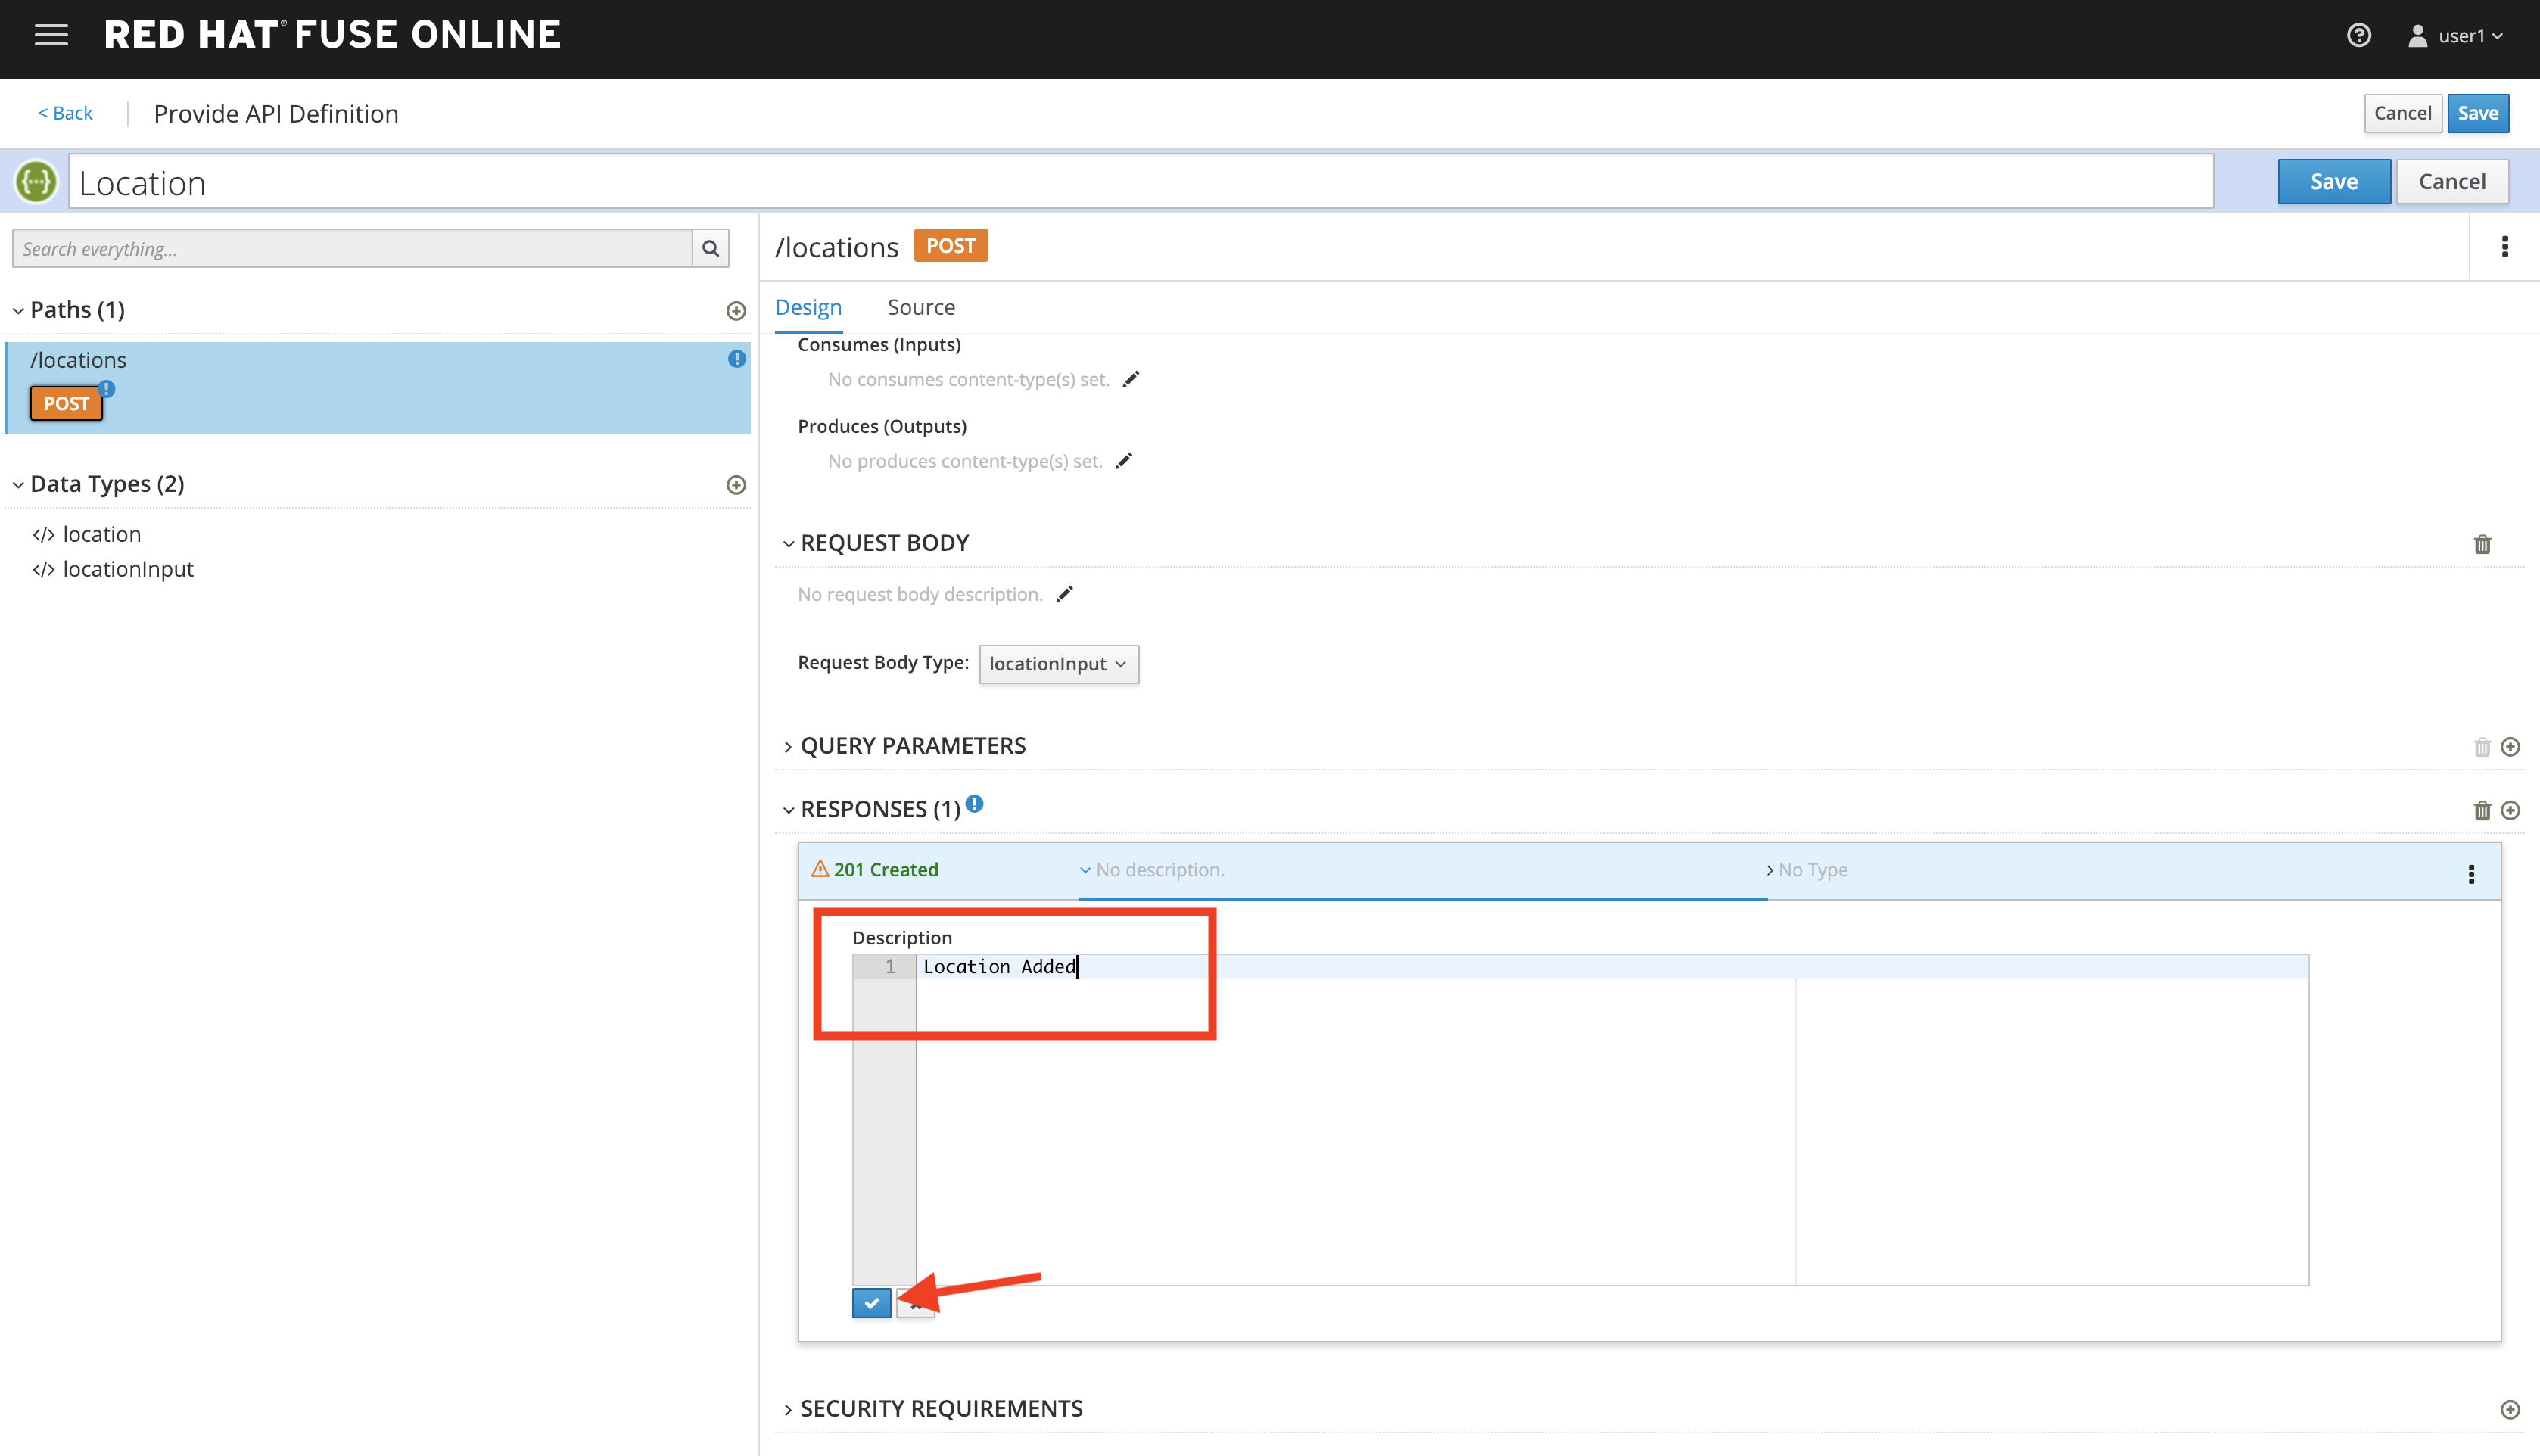 RED HAT® FUSE ONLINE
user1
< Back
Provide API Definition
Cancel
Save
Location
Save
Cancel
Search everything...
/locations POST
Paths (1)
Design
Source
/locations
POST
Consumes (Inputs)
No consumes content-type(s) set.
Produces (Outputs)
No produces content-type(s) set.
Data Types (2)
</> location
</> locationInput
REQUEST BODY
No request body description.
Request Body Type: locationInput
QUERY PARAMETERS
RESPONSES (1)
201 Created
No description.
No Type
Description
1 Location Added
SECURITY REQUIREMENTS